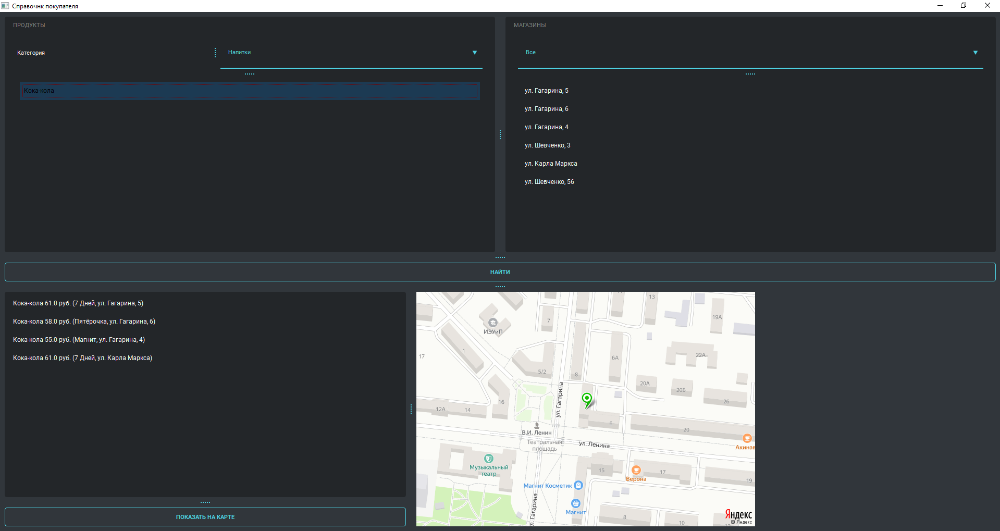 Справочнк покупателя
ПРОДУКТЫ
Категория
Напитки
Кока-кола
МАГАЗИНЫ
Все
ул. Гагарина, 5
ул. Гагарина, 6
ул. Гагарина, 4
ул. Шевченко, 3
ул. Карла Маркса
ул. Шевченко, 56
НАЙТИ
Кока-кола 61.0 руб. (7 Дней, ул. Гагарина, 5)
Кока-кола 58.0 руб. (Пятёрочка, ул. Гагарина, 6)
Кока-кола 55.0 руб. (Магнит, ул. Гагарина, 4)
Кока-кола 61.0 руб. (7 Дней, ул. Карла Маркса)
ПОКАЗАТЬ НА КАРТЕ
13
7
19А
ИЭУиП
1
17
6А
22А
5/2
8
20А
20Б
16
26
ул. Гагарина
12А
14
6
20
В.И. Ленин
Театральная
площадь
ул. Ленина
Акинав
Музыкальный
театр
15
17
Верона
19
Магнит Косметик
Магнит
ул. Гагарина
8
10
12
Яндекс
© Яндекс